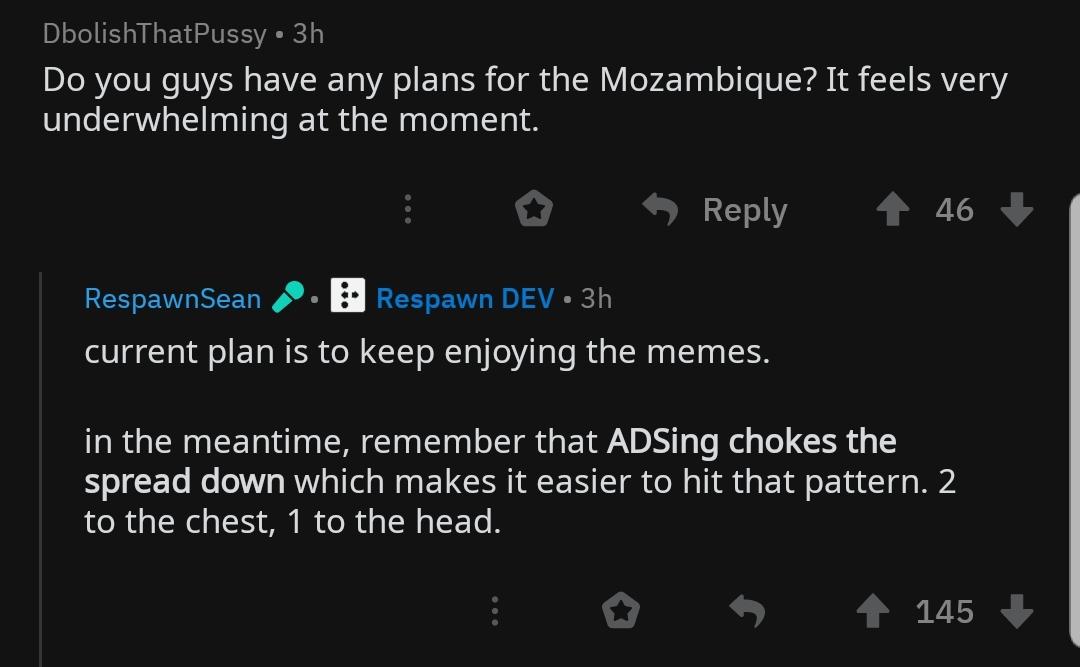 DbolishThatPussy • 3h
Do you guys have any plans for the Mozambique? It feels very
underwhelming at the moment.
Reply 46
RespawnSean • Respawn DEV • 3h
current plan is to keep enjoying the memes.
in the meantime, remember that ADSing chokes the
spread down which makes it easier to hit that pattern. 2
to the chest, 1 to the head.
145